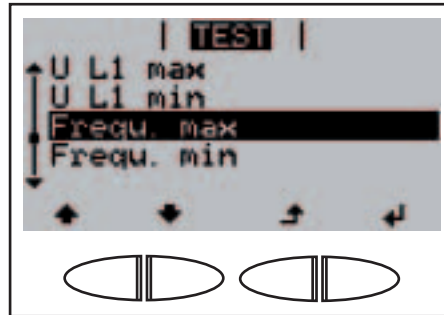 TEST
U L1 max
U L1 min
Frequ. max
Frequ. min